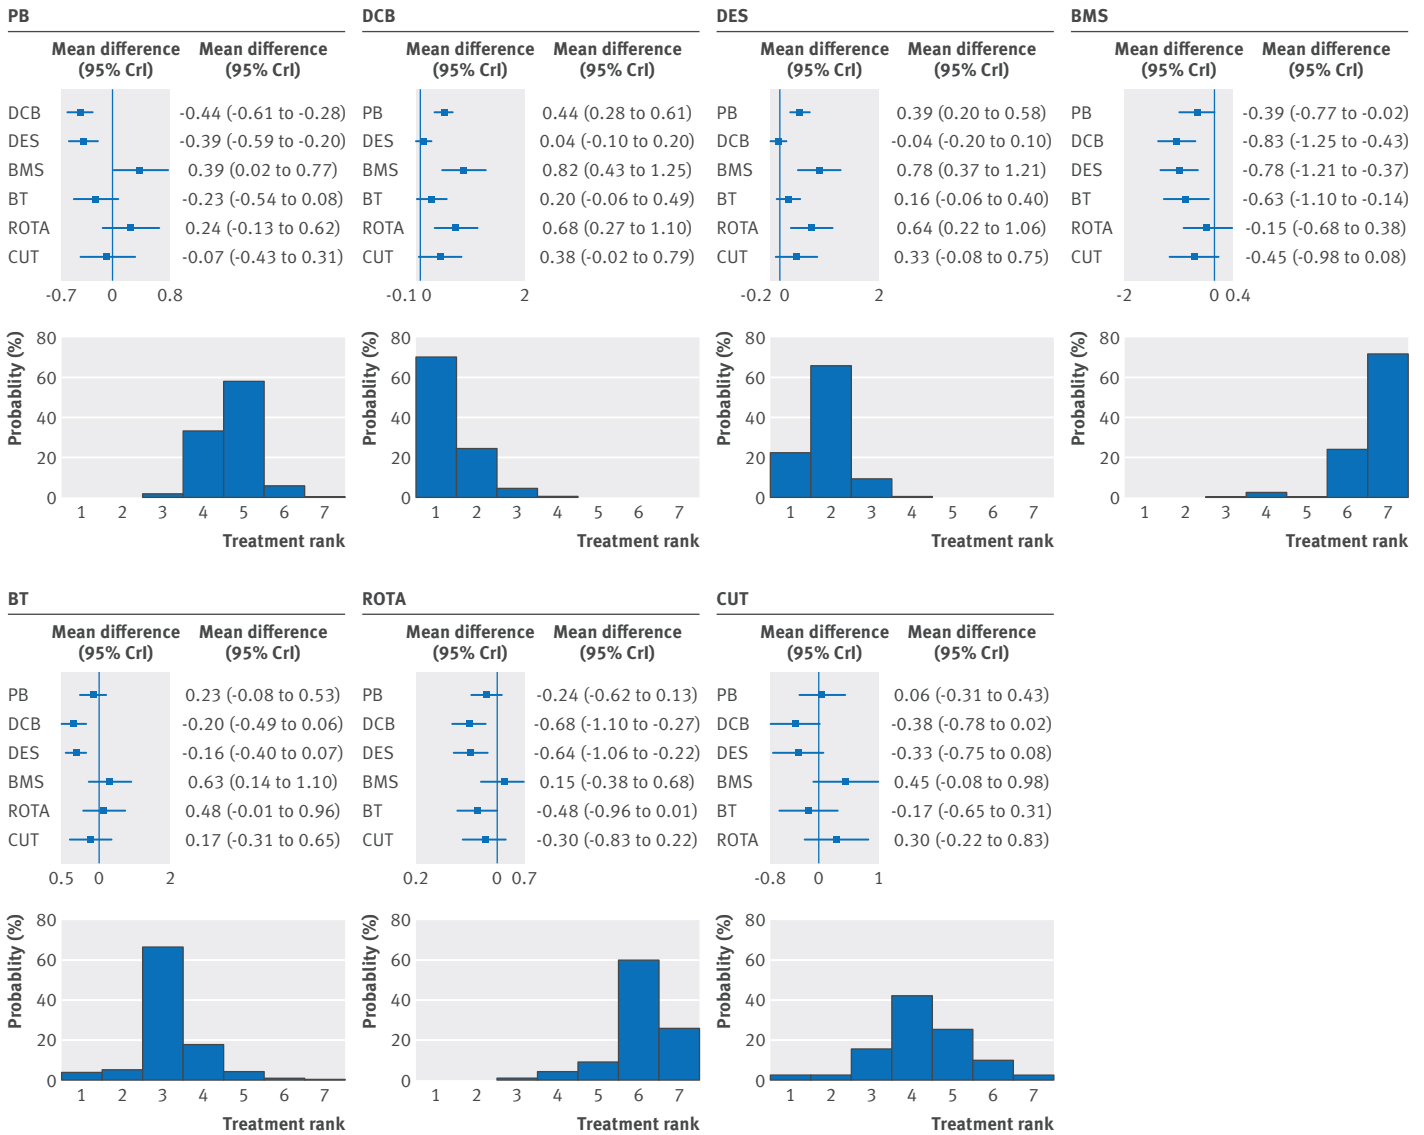 PB
Mean difference (95% CrI) Mean difference (95% CrI)
DCB -0.44 (-0.61 to -0.28)
DES -0.39 (-0.59 to -0.20)
BMS 0.39 (0.02 to 0.77)
BT -0.23 (-0.54 to 0.08)
ROTA 0.24 (-0.13 to 0.62)
CUT -0.07 (-0.43 to 0.31)
-0.7 0 0.8
Probablity (%)
80
60
40
20
0
1 2 3 4 5 6 7
Treatment rank
DCB
Mean difference (95% CrI) Mean difference (95% CrI)
PB 0.44 (0.28 to 0.61)
DES 0.04 (-0.10 to 0.20)
BMS 0.82 (0.43 to 1.25)
BT 0.20 (-0.06 to 0.49)
ROTA 0.68 (0.27 to 1.10)
CUT 0.38 (-0.02 to 0.79)
-0.1 0 2
Probablity (%)
80
60
40
20
0
1 2 3 4 5 6 7
Treatment rank
DES
Mean difference (95% CrI) Mean difference (95% CrI)
PB 0.39 (0.20 to 0.58)
DCB -0.04 (-0.20 to 0.10)
BMS 0.78 (0.37 to 1.21)
BT 0.16 (-0.06 to 0.40)
ROTA 0.64 (0.22 to 1.06)
CUT 0.33 (-0.08 to 0.75)
-0.2 0 2
Probablity (%)
80
60
40
20
0
1 2 3 4 5 6 7
Treatment rank
BMS
Mean difference (95% CrI) Mean difference (95% CrI)
PB -0.39 (-0.77 to -0.02)
DCB -0.83 (-1.25 to -0.43)
DES -0.78 (-1.21 to -0.37)
BT -0.63 (-1.10 to -0.14)
ROTA -0.15 (-0.68 to 0.38)
CUT -0.45 (-0.98 to 0.08)
-2 0 0.4
Probablity (%)
80
60
40
20
0
1 2 3 4 5 6 7
Treatment rank
BT
Mean difference (95% CrI) Mean difference (95% CrI)
PB 0.23 (-0.08 to 0.53)
DCB -0.20 (-0.49 to 0.06)
DES -0.16 (-0.40 to 0.07)
BMS 0.63 (0.14 to 1.10)
ROTA 0.48 (-0.01 to 0.96)
CUT 0.17 (-0.31 to 0.65)
0.5 0 2
Probablity (%)
80
60
40
20
0
1 2 3 4 5 6 7
Treatment rank
ROTA
Mean difference (95% CrI) Mean difference (95% CrI)
PB -0.24 (-0.62 to 0.13)
DCB -0.68 (-1.10 to -0.27)
DES -0.64 (-1.06 to -0.22)
BMS 0.15 (-0.38 to 0.68)
BT -0.48 (-0.96 to 0.01)
CUT -0.30 (-0.83 to 0.22)
0.2 0 0.7
Probablity (%)
80
60
40
20
0
1 2 3 4 5 6 7
Treatment rank
CUT
Mean difference (95% CrI) Mean difference (95% CrI)
PB 0.06 (-0.31 to 0.43)
DCB -0.38 (-0.78 to 0.02)
DES -0.33 (-0.75 to 0.08)
BMS 0.45 (-0.08 to 0.98)
BT -0.17 (-0.65 to 0.31)
ROTA 0.30 (-0.22 to 0.83)
-0.8 0 1
Probablity (%)
80
60
40
20
0
1 2 3 4 5 6 7
Treatment rank